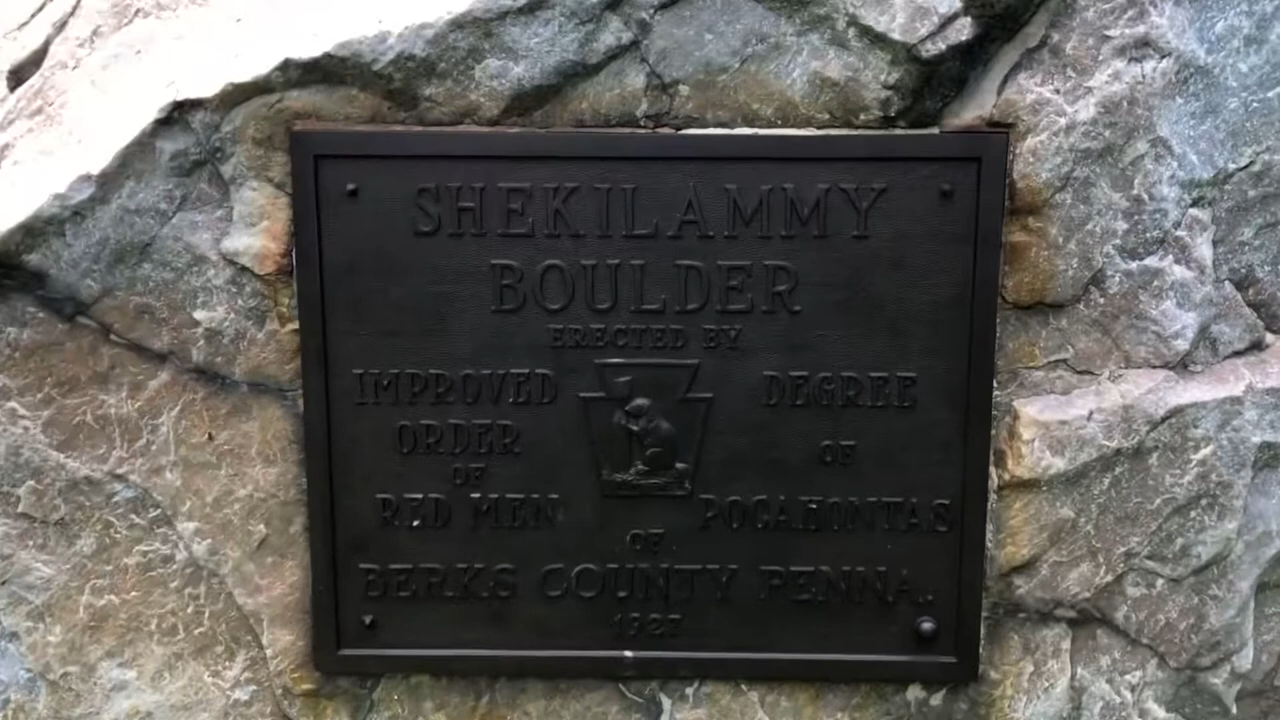 SHEKILAMMY
BOULDER
ERECTED BY
IMPROVED
ORDER
OF
RED MEN
DEGREE
OF
POCAHONTAS
OF
BERKS COUNTY PENNA.
1927